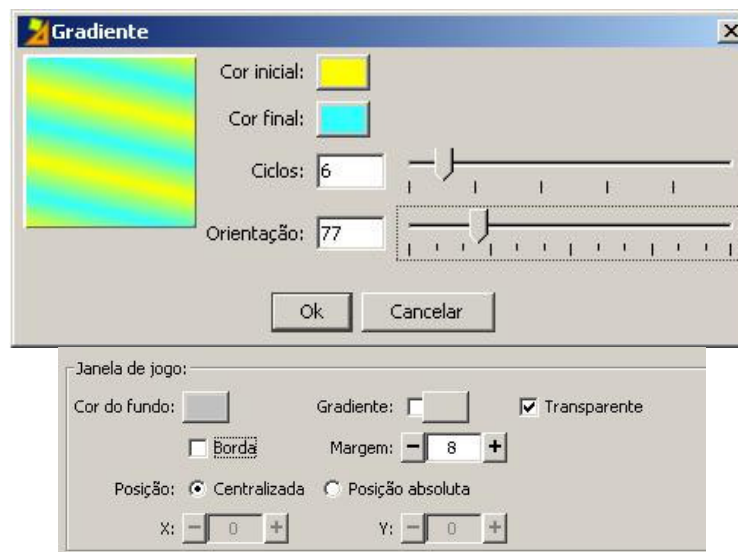 Gradiente
Cor inicial:
Cor final:
Ciclos: 6
Orientação: 77
Ok Cancelar
Janela de jogo:
Cor do fundo: Gradiente: Transparente
Borda Margem: 8
Posição: Centralizada Posição absoluta
X: 0 Y: 0